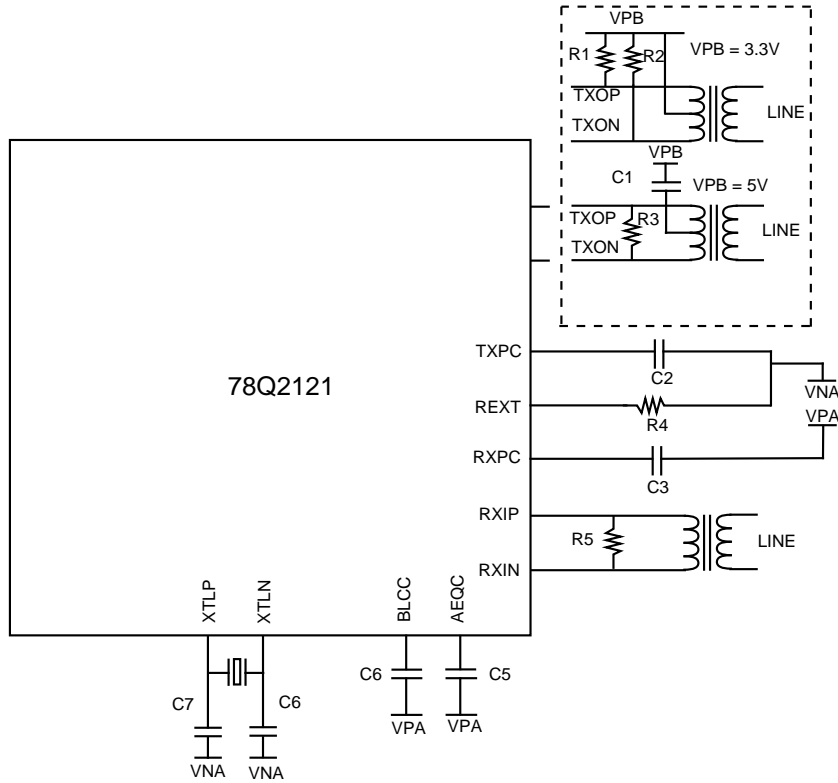 VPB
R1
R2
VPB = 3.3V
TXOP
LINE
TXON
VPB
C1
VPB = 5V
TXOP
R3
TXON
LINE
78Q2121
TXPC
C2
VNA
REXT
VPA
R4
RXPC
C3
RXIP
R5
LINE
RXIN
XTLP
XTLN
BLCC
AEQC
C7
C6
C6
C5
VPA
VPA
VNA
VNA